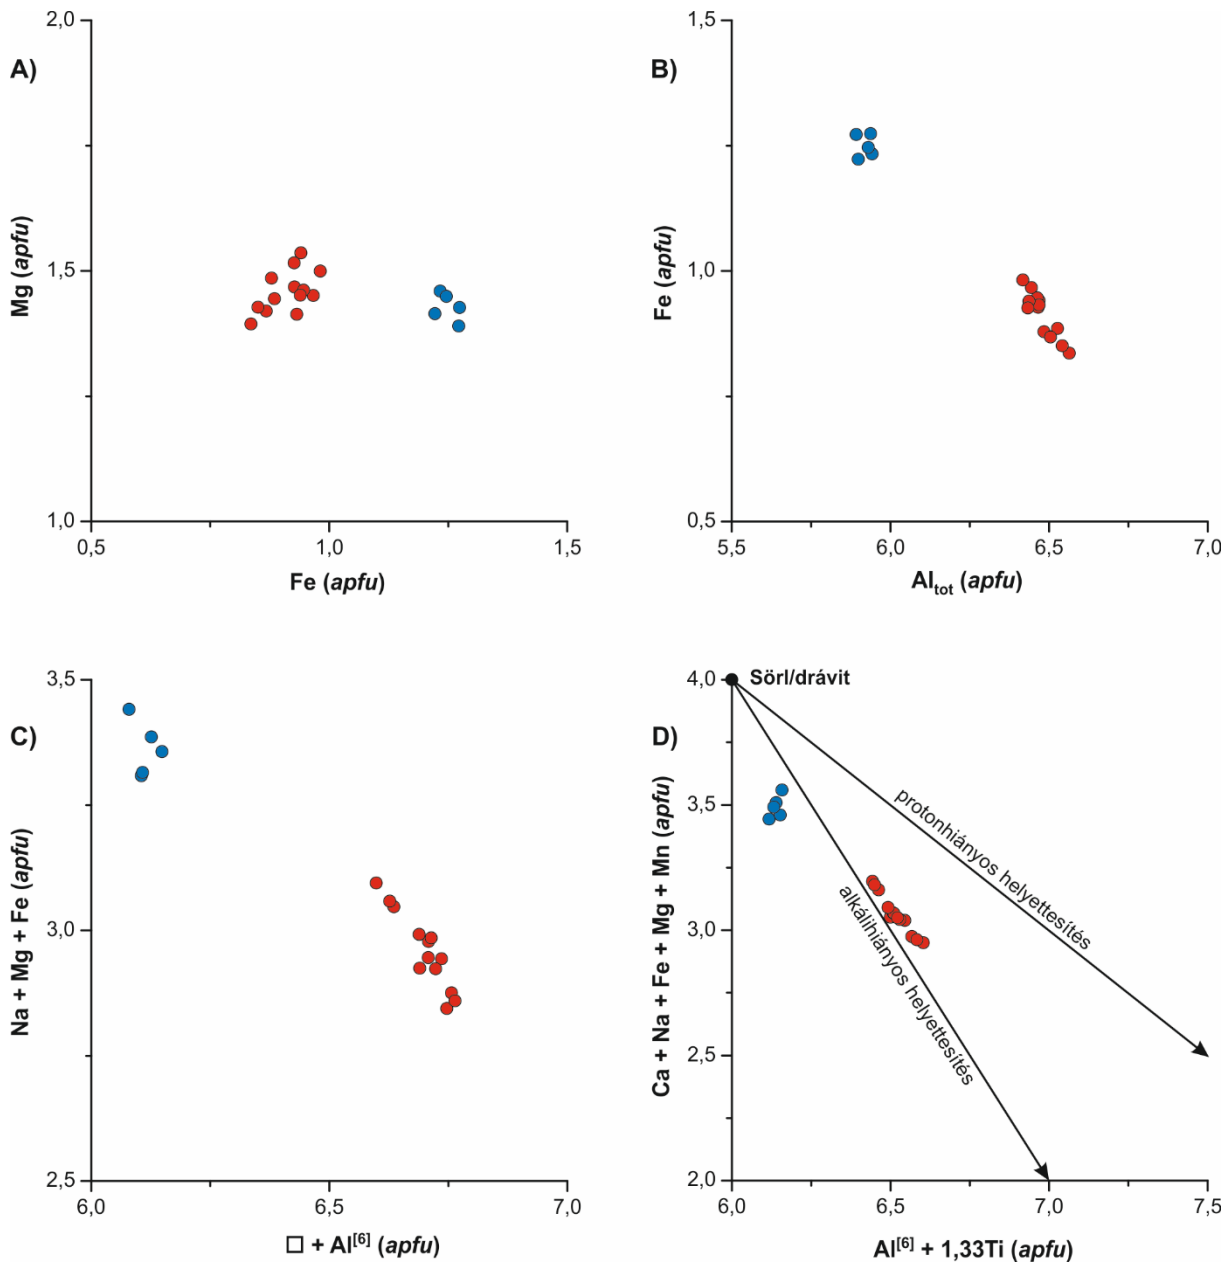 A)
2,0
1,5
1,0
Mg (apfu)
0,5
1,0
1,5
Fe (apfu)
B)
1,5
1,0
0,5
Fe (apfu)
5,5
6,0
6,5
7,0
Altot (apfu)
C)
3,5
3,0
2,5
Na + Mg + Fe (apfu)
6,0
6,5
7,0
□ + Al[6] (apfu)
D)
4,0
3,5
3,0
2,5
2,0
Ca + Na + Fe + Mg + Mn (apfu)
Sörl/drávit
protonhiányos helyettesítés
alkálihiányos helyettesítés
6,0
6,5
7,0
7,5
Al[6] + 1,33Ti (apfu)